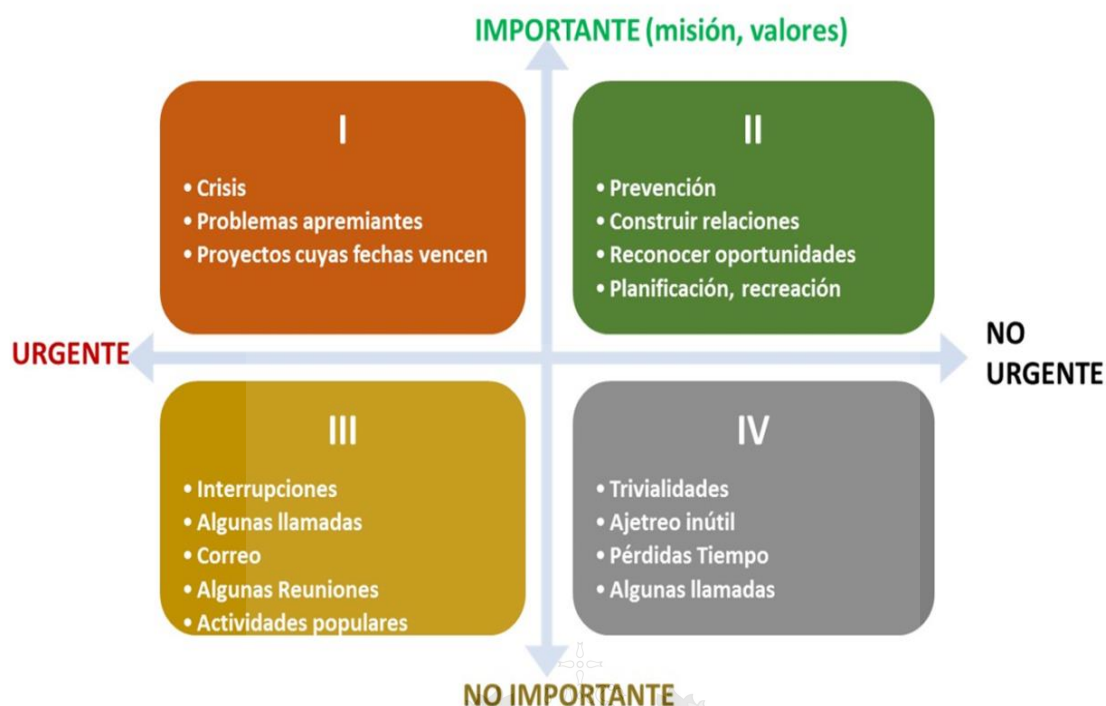 IMPORTANTE (misión, valores)
I
• Crisis
• Problemas apremiantes
• Proyectos cuyas fechas vencen
II
• Prevención
• Construir relaciones
• Reconocer oportunidades
• Planificación, recreación
URGENTE
NO
URGENTE
III
• Interrupciones
• Algunas llamadas
• Correo
• Algunas Reuniones
• Actividades populares
IV
• Trivialidades
• Ajetreo inútil
• Pérdidas Tiempo
• Algunas llamadas
NO IMPORTANTE